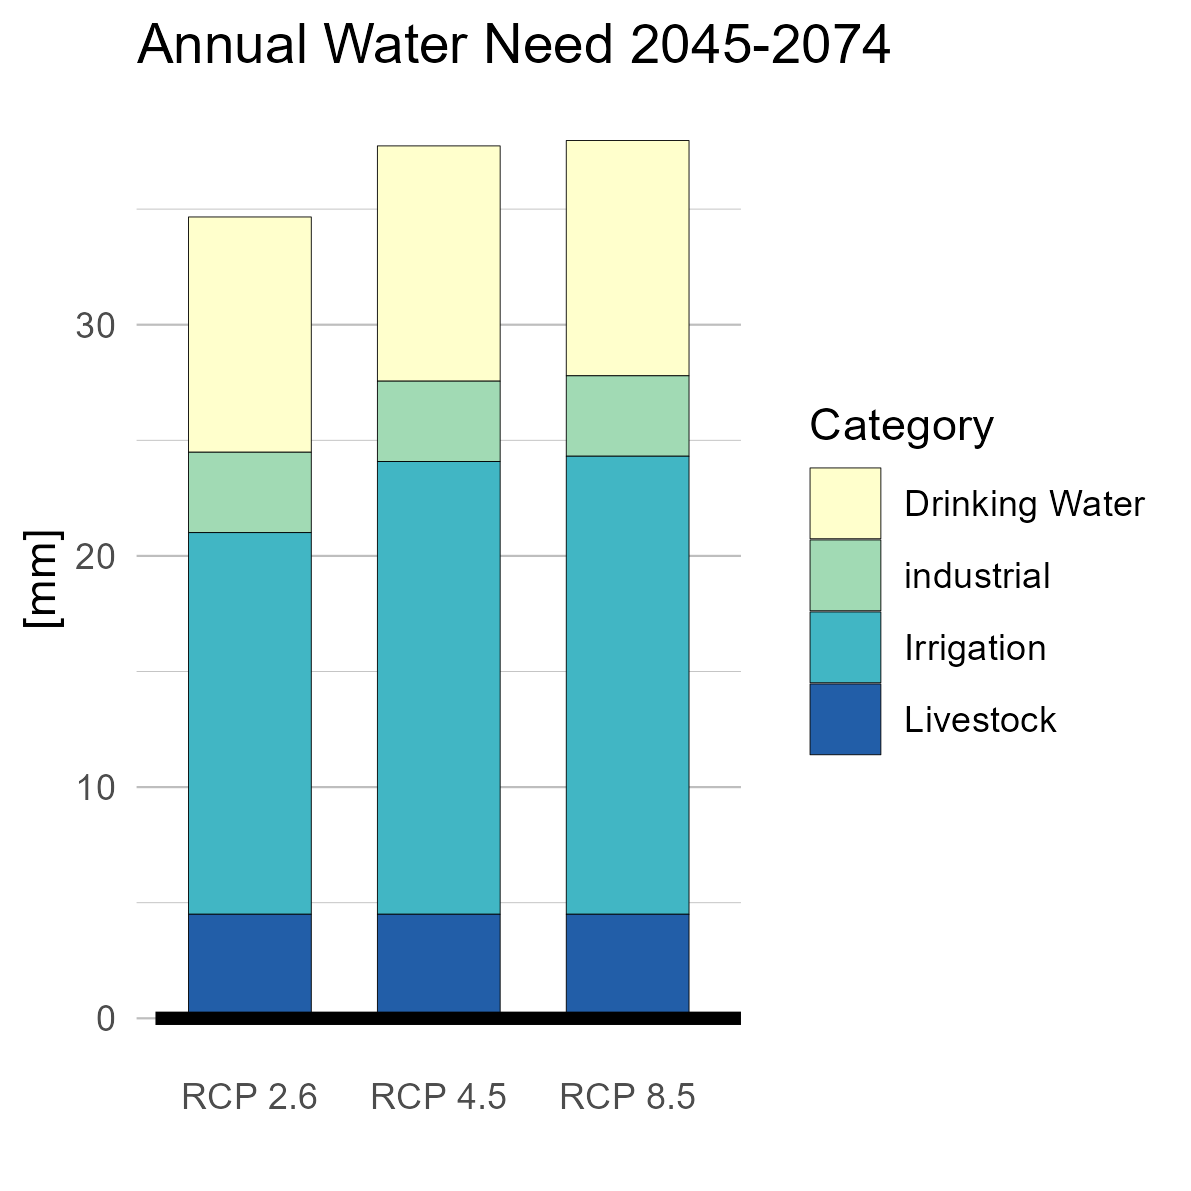 Annual Water Need 2045-2074
[mm]
30
20
10
0
RCP 2.6
RCP 4.5
RCP 8.5
Category
Drinking Water
industrial
Irrigation
Livestock